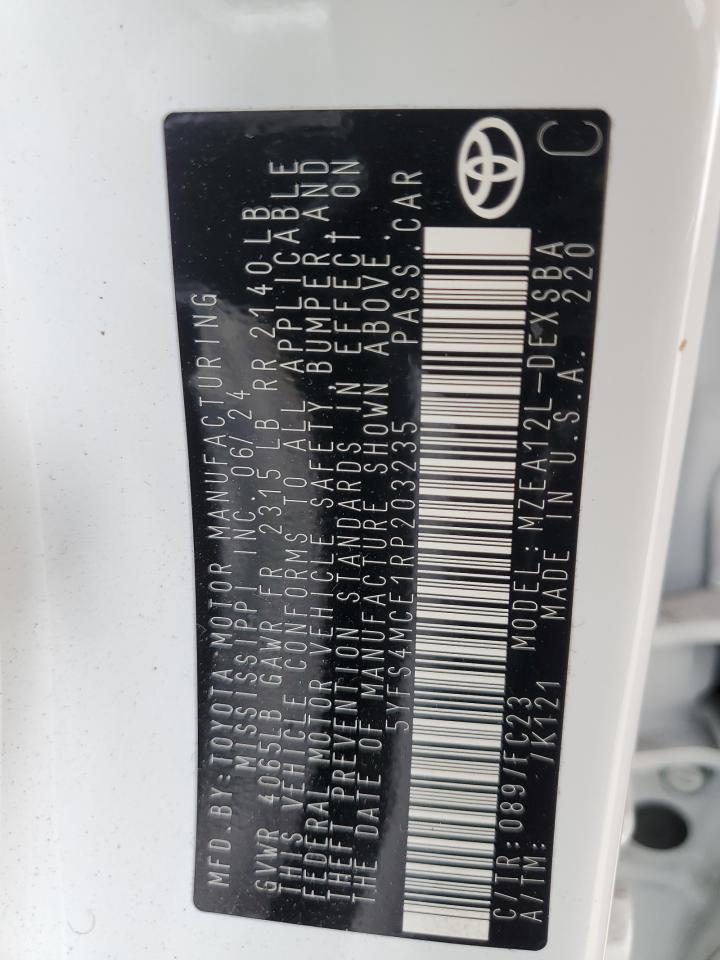 MFD.BY:TOYOTA MOTOR MANUFACTURING
MISSISSIPPI INC. 06/24
GVWR 4065LB GAWR FR 2315 LB RR 2140 LB
THIS VEHICLE CONFORMS TO ALL APPLICABLE
FEDERAL MOTOR VEHICLE SAFETY, BUMPER AND
THEFT PREVENTION STANDARDS IN EFFECT ON
THE DATE OF MANUFACTURE SHOWN ABOVE.
5YFS4MCE1RP203235 PASS.CAR
C/TR: 089/FC23 MODEL: MZEA12L-DEXSBA
A/TM: /K121 MADE IN U.S.A. 220
C